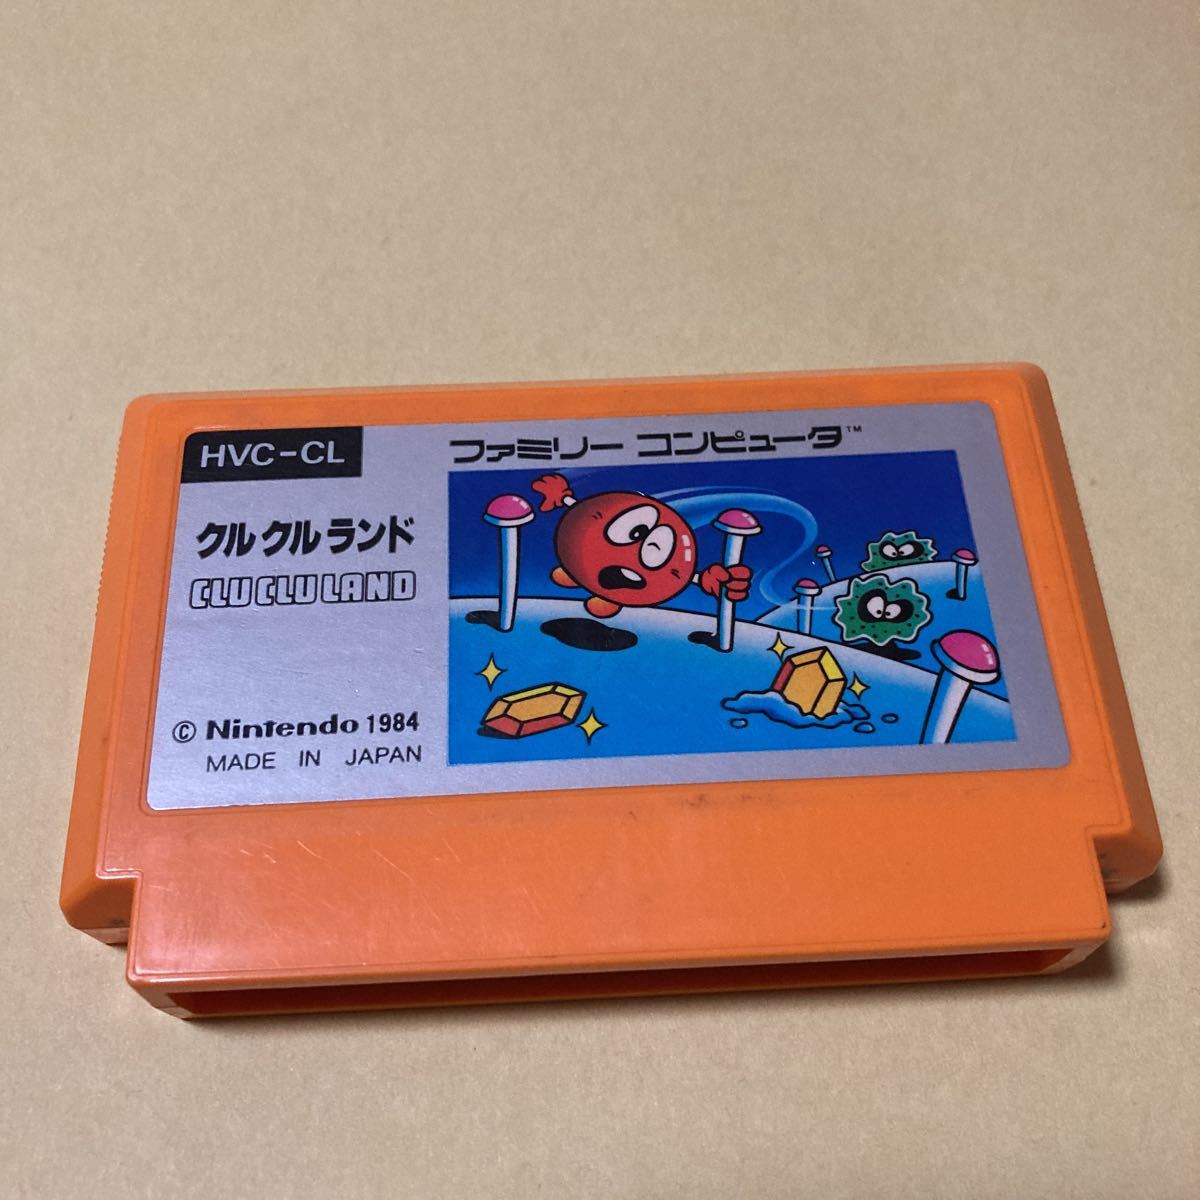 HVC-CL
ファミリー コンピュータ™
クルクルランド
CLU CLU LAND
© Nintendo 1984
MADE IN JAPAN